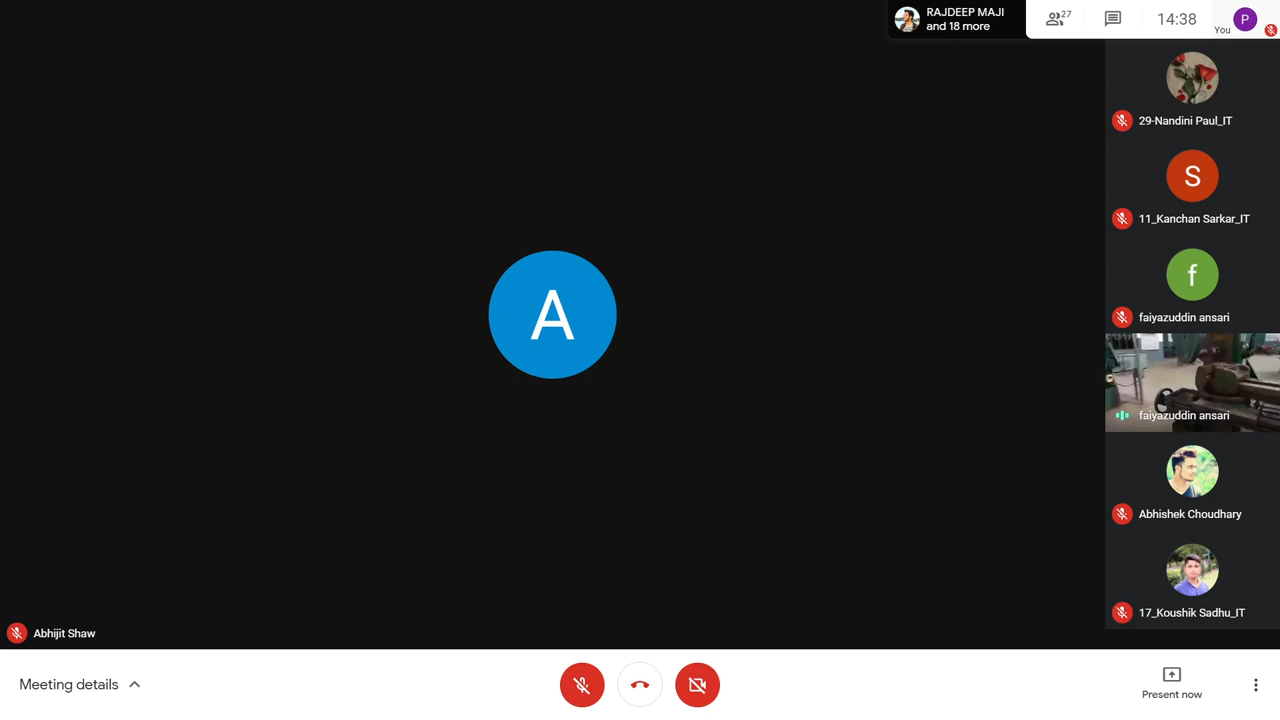 RAJDEEP MAJI
and 18 more
27
14:38
You
P
29-Nandini Paul_IT
S
11_Kanchan Sarkar_IT
f
faiyazuddin ansari
faiyazuddin ansari
Abhishek Choudhary
17_Koushik Sadhu_IT
A
Abhijit Shaw
Meeting details
Present now